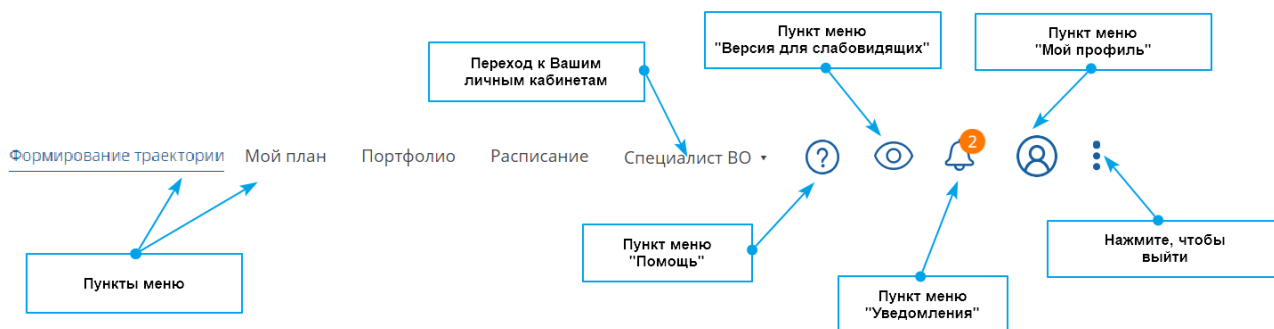 Пункт меню
"Версия для слабовидящих"
Пункт меню
"Мой профиль"
Переход к Вашим
личным кабинетам
Формирование траектории
Мой план
Портфолио
Расписание
Специалист ВО
2
Пункты меню
Пункт меню
"Помощь"
Нажмите, чтобы
выйти
Пункт меню
"Уведомления"